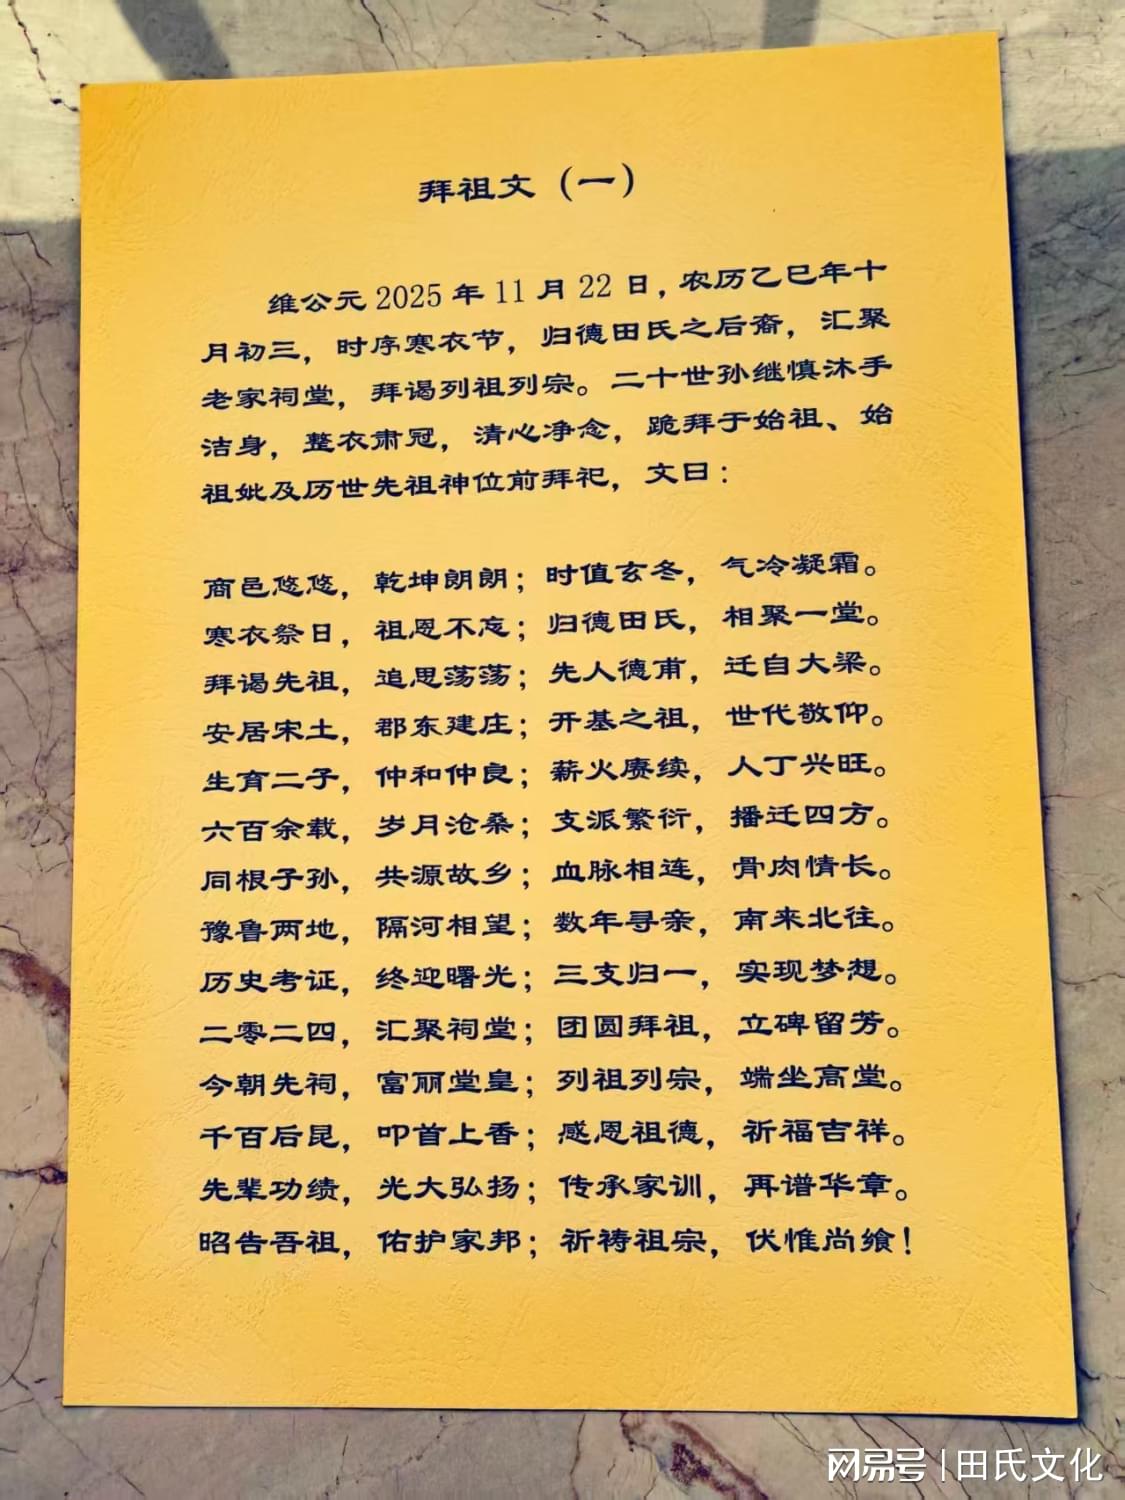 拜祖文（一）
维公元 2025 年 11 月 22 日，农历乙巳年十
月初三，时序寒衣节，归德田氏之后裔，汇聚
老家祠堂，拜谒列祖列宗。二十世孙继慎沐手
洁身，整衣肃冠，清心净念，跪拜于始祖、始
祖妣及历世先祖神位前拜祀，文曰：
商邑悠悠，乾坤朗朗；时值玄冬，气冷凝霜。
寒衣祭日，祖恩不忘；归德田氏，相聚一堂。
拜谒先祖，追思荡荡；先人德甫，迁自大梁。
安居宋土，郡东建庄；开基之祖，世代敬仰。
生育二子，仲和仲良；薪火赓续，人丁兴旺。
六百余载，岁月沧桑；支派繁衍，播迁四方。
同根子孙，共源故乡；血脉相连，骨肉情长。
豫鲁两地，隔河相望；数年寻亲，南来北往。
历史考证，终迎曙光；三支归一，实现梦想。
二零二四，汇聚祠堂；团圆拜祖，立碑留芳。
今朝先祠，富丽堂皇；列祖列宗，端坐高堂。
千百后昆，叩首上香；感恩祖德，祈福吉祥。
先辈功绩，光大弘扬；传承家训，再谱华章。
昭告吾祖，佑护家邦；祈祷祖宗，伏惟尚飨！
网易号 | 田氏文化